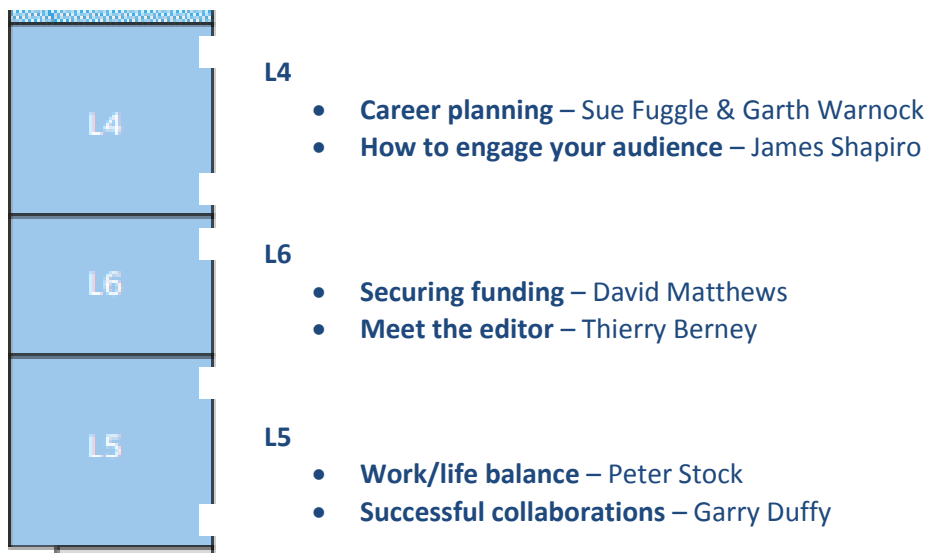 L4
L4
• Career planning – Sue Fuggle & Garth Warnock
• How to engage your audience – James Shapiro
L6
L6
• Securing funding – David Matthews
• Meet the editor – Thierry Berney
L5
L5
• Work/life balance – Peter Stock
• Successful collaborations – Garry Duffy